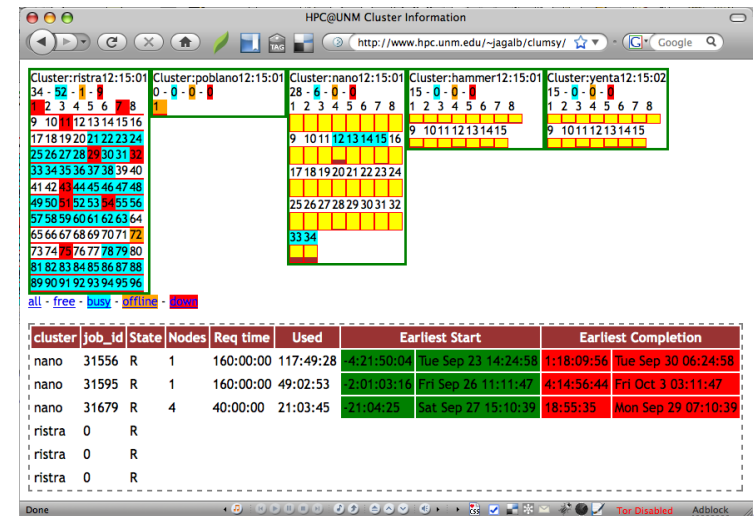 HPC@UNM Cluster Information
TAG
http://www.hpc.unm.edu/~jagalb/clumsy/
G Google
Cluster:ristra12:15:01
34 - 52 - 1 - 9
1 2 3 4 5 6 7 8
9 10 11 12 13 14 15 16
17 18 19 20 21 22 23 24
25 26 27 28 29 30 31 32
33 34 35 36 37 38 39 40
41 42 43 44 45 46 47 48
49 50 51 52 53 54 55 56
57 58 59 60 61 62 63 64
65 66 67 68 69 70 71 72
73 74 75 76 77 78 79 80
81 82 83 84 85 86 87 88
89 90 91 92 93 94 95 96
Cluster:poblano12:15:01
0 - 0 - 0 - 0
1
Cluster:nano12:15:01
28 - 6 - 0 - 0
1 2 3 4 5 6 7 8
9 10 11 12 13 14 15 16
17 18 19 20 21 22 23 24
25 26 27 28 29 30 31 32
33 34
Cluster:hammer12:15:01
15 - 0 - 0 - 0
1 2 3 4 5 6 7 8
9 10 11 12 13 14 15
Cluster:yenta12:15:02
15 - 0 - 0 - 0
1 2 3 4 5 6 7 8
9 10 11 12 13 14 15
all - free - busy - offline - down
cluster job_id State Nodes Req time Used Earliest Start Earliest Completion
nano 31556 R 1 160:00:00 117:49:28 -4:21:50:04 Tue Sep 23 14:24:58 1:18:09:56 Tue Sep 30 06:24:58
nano 31595 R 1 160:00:00 49:02:53 -2:01:03:16 Fri Sep 26 11:11:47 4:14:56:44 Fri Oct 3 03:11:47
nano 31679 R 4 40:00:00 21:03:45 -21:04:25 Sat Sep 27 15:10:39 18:55:35 Mon Sep 29 07:10:39
ristra 0 R
ristra 0 R
ristra 0 R
Done
CSS
Tor Disabled
Adblock